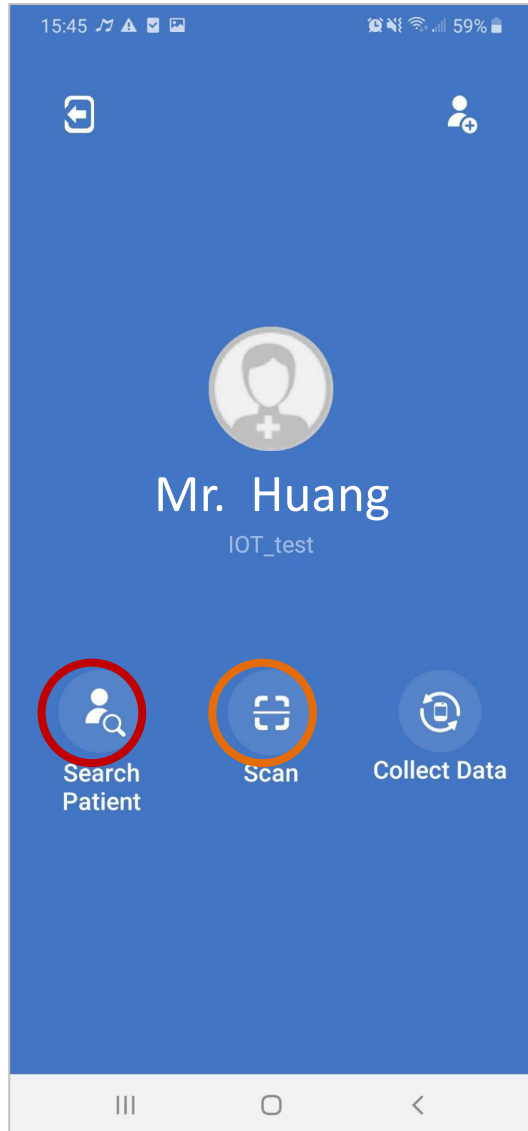 15:45
59%
Mr. Huang
IOT_test
Search
Patient
Scan
Collect Data